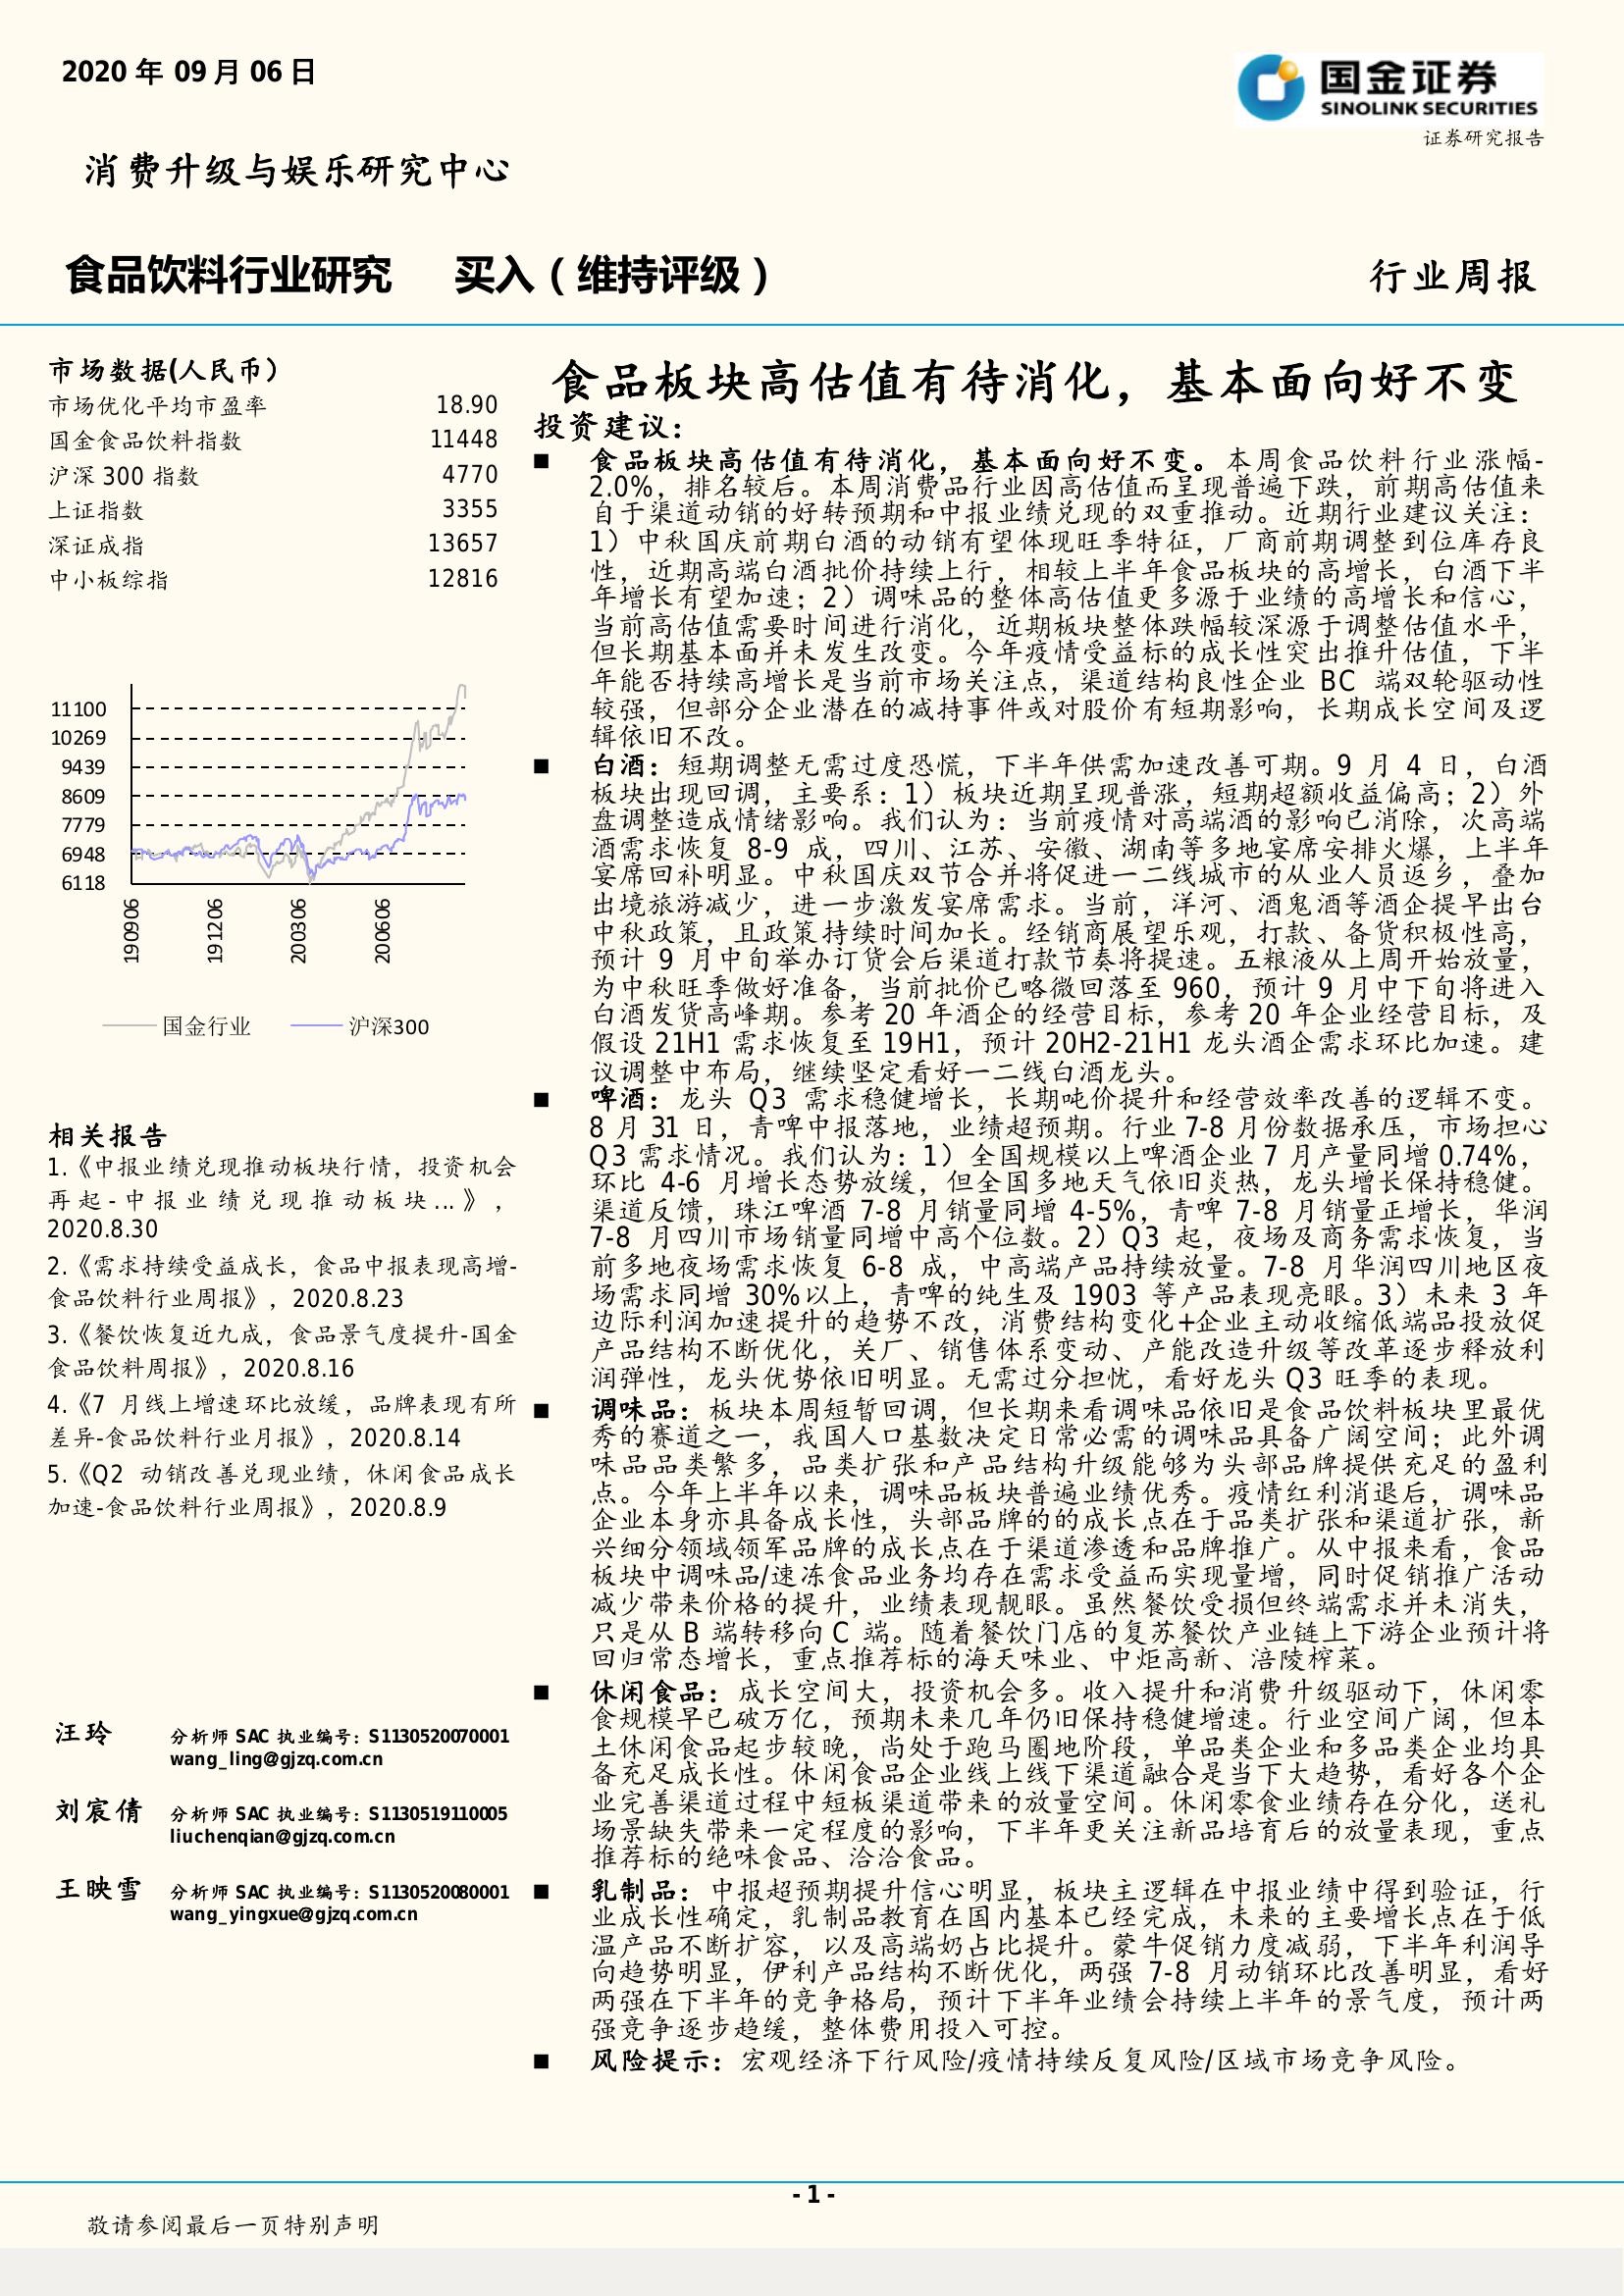 2020 年 09 月 06 日
国金证券
SINOLINK SECURITIES
证券研究报告
消费升级与娱乐研究中心
食品饮料行业研究 买入（维持评级）
行业周报
市场数据(人民币）
市场优化平均市盈率 18.90
国金食品饮料指数 11448
沪深 300 指数 4770
上证指数 3355
深证成指 13657
中小板综指 12816
11100
10269
9439
8609
7779
6948
6118
190906
191206
200306
200606
国金行业 沪深300
相关报告
1.《中报业绩兑现推动板块行情，投资机会
再起-中报业绩兑现推动板块...》，
2020.8.30
2.《需求持续受益成长，食品中报表现高增-
食品饮料行业周报》，2020.8.23
3.《餐饮恢复近九成，食品景气度提升-国金
食品饮料周报》，2020.8.16
4.《7 月线上增速环比放缓，品牌表现有所
差异-食品饮料行业月报》，2020.8.14
5.《Q2 动销改善兑现业绩，休闲食品成长
加速-食品饮料行业周报》，2020.8.9
汪玲 分析师 SAC 执业编号：S1130520070001
wang_ling@gjzq.com.cn
刘宸倩 分析师 SAC 执业编号：S1130519110005
liuchenqian@gjzq.com.cn
王映雪 分析师 SAC 执业编号：S1130520080001
wang_yingxue@gjzq.com.cn
食品板块高估值有待消化，基本面向好不变
投资建议：
■ 食品板块高估值有待消化，基本面向好不变。本周食品饮料行业涨幅-
2.0%，排名较后。本周消费品行业因高估值而呈现普遍下跌，前期高估值来
自于渠道动销的好转预期和中报业绩兑现的双重推动。近期行业建议关注：
1）中秋国庆前期白酒的动销有望体现旺季特征，厂商前期调整到位库存良
性，近期高端白酒批价持续上行，相较上半年食品板块的高增长，白酒下半
年增长有望加速；2）调味品的整体高估值更多源于业绩的高增长和信心，
当前高估值需要时间进行消化，近期板块整体跌幅较深源于调整估值水平，
但长期基本面并未发生改变。今年疫情受益标的成长性突出推升估值，下半
年能否持续高增长是当前市场关注点，渠道结构良性企业 BC 端双轮驱动性
较强，但部分企业潜在的减持事件或对股价有短期影响，长期成长空间及逻
辑依旧不改。
■ 白酒：短期调整无需过度恐慌，下半年供需加速改善可期。9 月 4 日，白酒
板块出现回调，主要系：1）板块近期呈现普涨，短期超额收益偏高；2）外
盘调整造成情绪影响。我们认为：当前疫情对高端酒的影响已消除，次高端
酒需求恢复 8-9 成，四川、江苏、安徽、湖南等多地宴席安排火爆，上半年
宴席回补明显。中秋国庆双节合并将促进一二线城市的从业人员返乡，叠加
出境旅游减少，进一步激发宴席需求。当前，洋河、酒鬼酒等酒企提早出台
中秋政策，且政策持续时间加长。经销商展望乐观，打款、备货积极性高，
预计 9 月中旬举办订货会后渠道打款节奏将提速。五粮液从上周开始放量，
为中秋旺季做好准备，当前批价已略微回落至 960，预计 9 月中下旬将进入
白酒发货高峰期。参考 20 年酒企的经营目标，参考 20 年企业经营目标，及
假设 21H1 需求恢复至 19H1，预计 20H2-21H1 龙头酒企需求环比加速。建
议调整中布局，继续坚定看好一二线白酒龙头。
■ 啤酒：龙头 Q3 需求稳健增长，长期吨价提升和经营效率改善的逻辑不变。
8 月 31 日，青啤中报落地，业绩超预期。行业 7-8 月份数据承压，市场担心
Q3 需求情况。我们认为：1）全国规模以上啤酒企业 7 月产量同增 0.74%，
环比 4-6 月增长态势放缓，但全国多地天气依旧炎热，龙头增长保持稳健。
渠道反馈，珠江啤酒 7-8 月销量同增 4-5%，青啤 7-8 月销量正增长，华润
7-8 月四川市场销量同增中高个位数。2）Q3 起，夜场及商务需求恢复，当
前多地夜场需求恢复 6-8 成，中高端产品持续放量。7-8 月华润四川地区夜
场需求同增 30%以上，青啤的纯生及 1903 等产品表现亮眼。3）未来 3 年
边际利润加速提升的趋势不改，消费结构变化+企业主动收缩低端品投放促
产品结构不断优化，关厂、销售体系变动、产能改造升级等改革逐步释放利
润弹性，龙头优势依旧明显。无需过分担忧，看好龙头 Q3 旺季的表现。
■ 调味品：板块本周短暂回调，但长期来看调味品依旧是食品饮料板块里最优
秀的赛道之一，我国人口基数决定日常必需的调味品具备广阔空间；此外调
味品品类繁多，品类扩张和产品结构升级能够为头部品牌提供充足的盈利
点。今年上半年以来，调味品板块普遍业绩优秀。疫情红利消退后，调味品
企业本身亦具备成长性，头部品牌的的成长点在于品类扩张和渠道扩张，新
兴细分领域领军品牌的成长点在于渠道渗透和品牌推广。从中报来看，食品
板块中调味品/速冻食品业务均存在需求受益而实现量增，同时促销推广活动
减少带来价格的提升，业绩表现靓眼。虽然餐饮受损但终端需求并未消失，
只是从 B 端转移向 C 端。随着餐饮门店的复苏餐饮产业链上下游企业预计将
回归常态增长，重点推荐标的海天味业、中炬高新、涪陵榨菜。
■ 休闲食品：成长空间大，投资机会多。收入提升和消费升级驱动下，休闲零
食规模早已破万亿，预期未来几年仍旧保持稳健增速。行业空间广阔，但本
土休闲食品起步较晚，尚处于跑马圈地阶段，单品类企业和多品类企业均具
备充足成长性。休闲食品企业线上线下渠道融合是当下大趋势，看好各个企
业完善渠道过程中短板渠道带来的放量空间。休闲零食业绩存在分化，送礼
场景缺失带来一定程度的影响，下半年更关注新品培育后的放量表现，重点
推荐标的绝味食品、洽洽食品。
■ 乳制品：中报超预期提升信心明显，板块主逻辑在中报业绩中得到验证，行
业成长性确定，乳制品教育在国内基本已经完成，未来的主要增长点在于低
温产品不断扩容，以及高端奶占比提升。蒙牛促销力度减弱，下半年利润导
向趋势明显，伊利产品结构不断优化，两强 7-8 月动销环比改善明显，看好
两强在下半年的竞争格局，预计下半年业绩会持续上半年的景气度，预计两
强竞争逐步趋缓，整体费用投入可控。
■ 风险提示：宏观经济下行风险/疫情持续反复风险/区域市场竞争风险。
- 1 -
敬请参阅最后一页特别声明